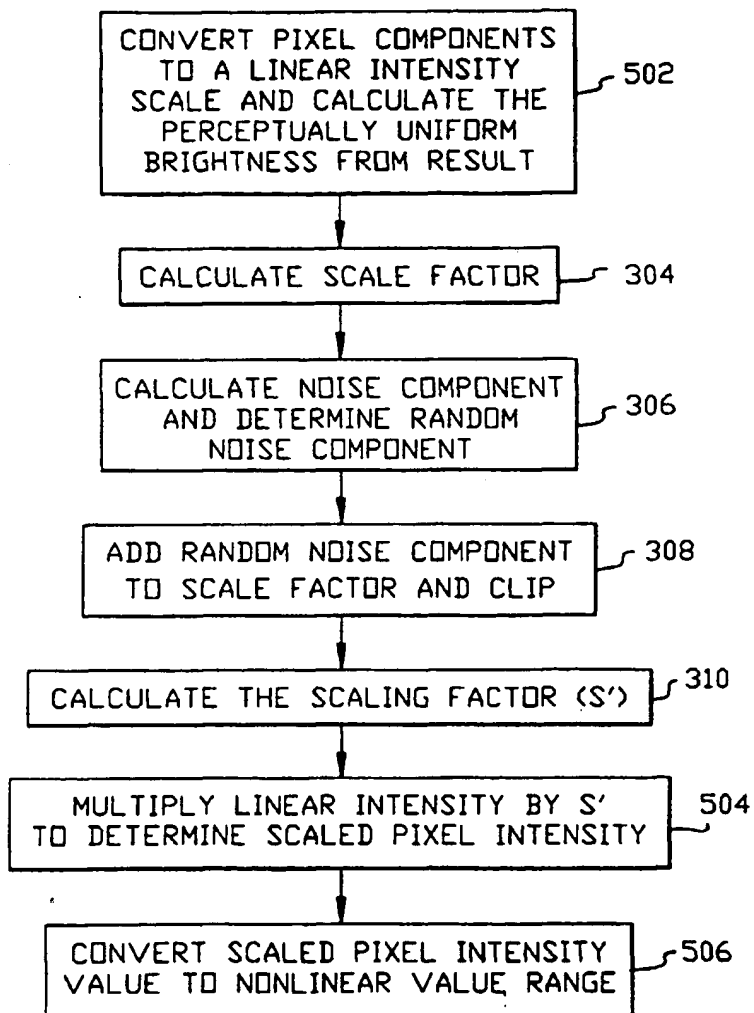 CONVERT PIXEL COMPONENTS
TO A LINEAR INTENSITY
SCALE AND CALCULATE THE
PERCEPTUALLY UNIFORM
BRIGHTNESS FROM RESULT
502
CALCULATE SCALE FACTOR
304
CALCULATE NOISE COMPONENT
AND DETERMINE RANDOM
NOISE COMPONENT
306
ADD RANDOM NOISE COMPONENT
TO SCALE FACTOR AND CLIP
308
CALCULATE THE SCALING FACTOR (S')
310
MULTIPLY LINEAR INTENSITY BY S'
TO DETERMINE SCALED PIXEL INTENSITY
504
CONVERT SCALED PIXEL INTENSITY
VALUE TO NONLINEAR VALUE RANGE
506